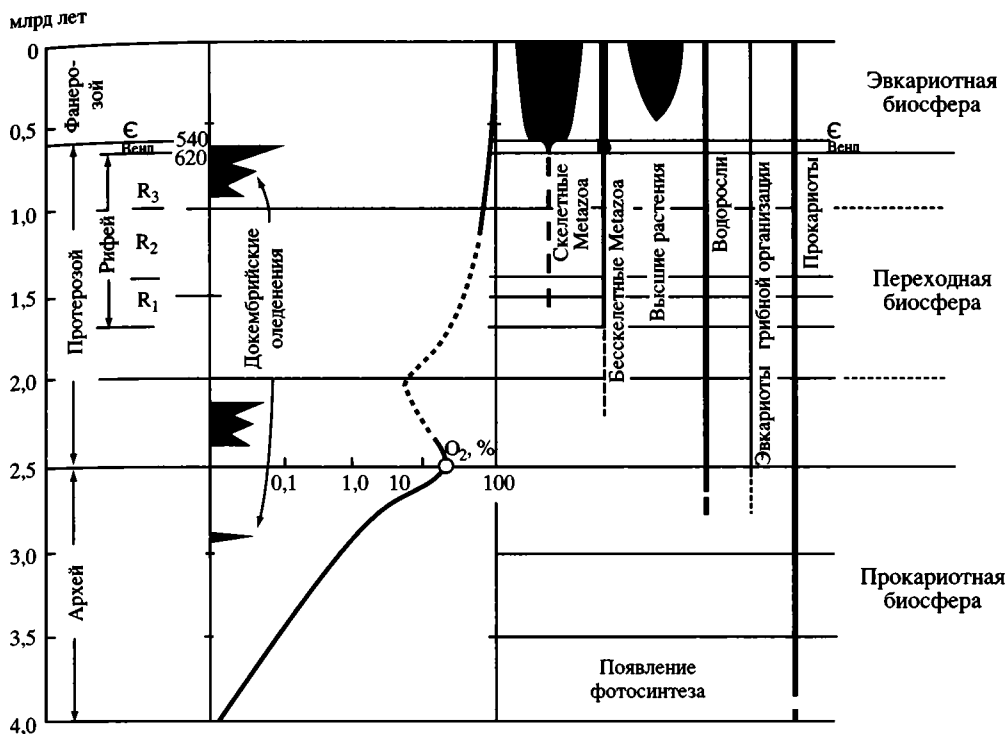 млрд лет
0
0,5
1,0
1,5
2,0
2,5
3,0
3,5
4,0
Фанеро-
зой
Протерозой
Архей
Рифей
Є
Венд
R3
R2
R1
540
620
Докембрийские
оледенения
O2, %
0,1
1,0
10
100
Скелетные
Metazoa
Бесскелетные Metazoa
Высшие растения
Водоросли
Эвкариоты грибной организации
Прокариоты
Появление
фотосинтеза
Є
Венд
Эвкариотная
биосфера
Переходная
биосфера
Прокариотная
биосфера